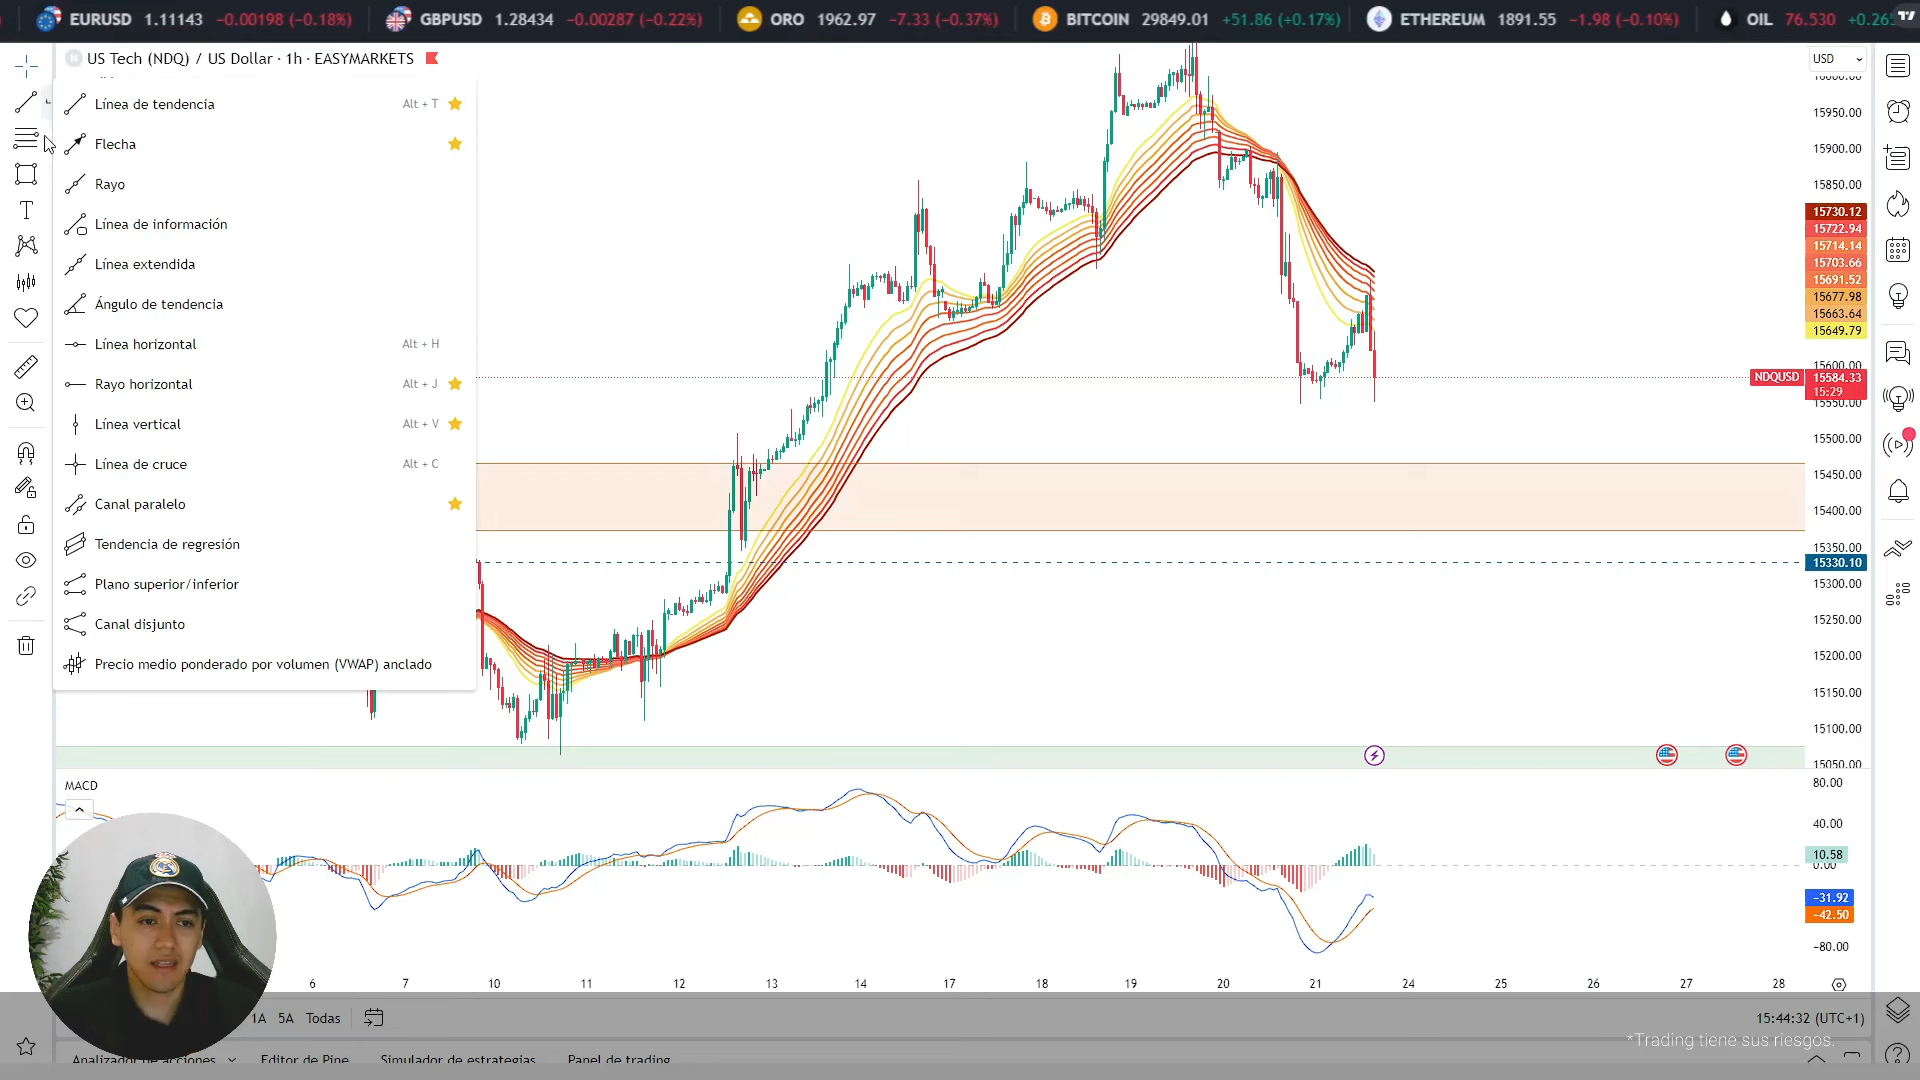 EURUSD 1.11143 −0.00198 (−0.18%) GBPUSD 1.28434 −0.00287 (−0.22%) ORO 1962.97 −7.33 (−0.37%) BITCOIN 29849.01 +51.86 (+0.17%) ETHEREUM 1891.55 −1.98 (−0.10%) OIL 76.530
US Tech (NDQ) / US Dollar · 1h · EASYMARKETS
USD
Línea de tendencia Alt + T
Flecha
Rayo
Línea de información
Línea extendida
Ángulo de tendencia
Línea horizontal Alt + H
Rayo horizontal Alt + J
Línea vertical Alt + V
Línea de cruce Alt + C
Canal paralelo
Tendencia de regresión
Plano superior/inferior
Canal disjunto
Precio medio ponderado por volumen (VWAP) anclado
15950.00
15900.00
15850.00
15730.12
15722.94
15714.14
15703.66
15691.52
15677.98
15663.64
15649.79
15600.00
NDQUSD 15584.33
15:29
15550.00
15500.00
15450.00
15400.00
15350.00
15330.10
15300.00
15250.00
15200.00
15150.00
15100.00
15050.00
MACD
80.00
40.00
10.58
0.00
−31.92
−42.50
−80.00
6 7 10 11 12 13 14 17 18 19 20 21 24 25 26 27 28
1A 5A Todas
15:44:32 (UTC+1)
*Trading tiene sus riesgos.
Analizador de acciones Editor de Pine Simulador de estrategias Panel de trading